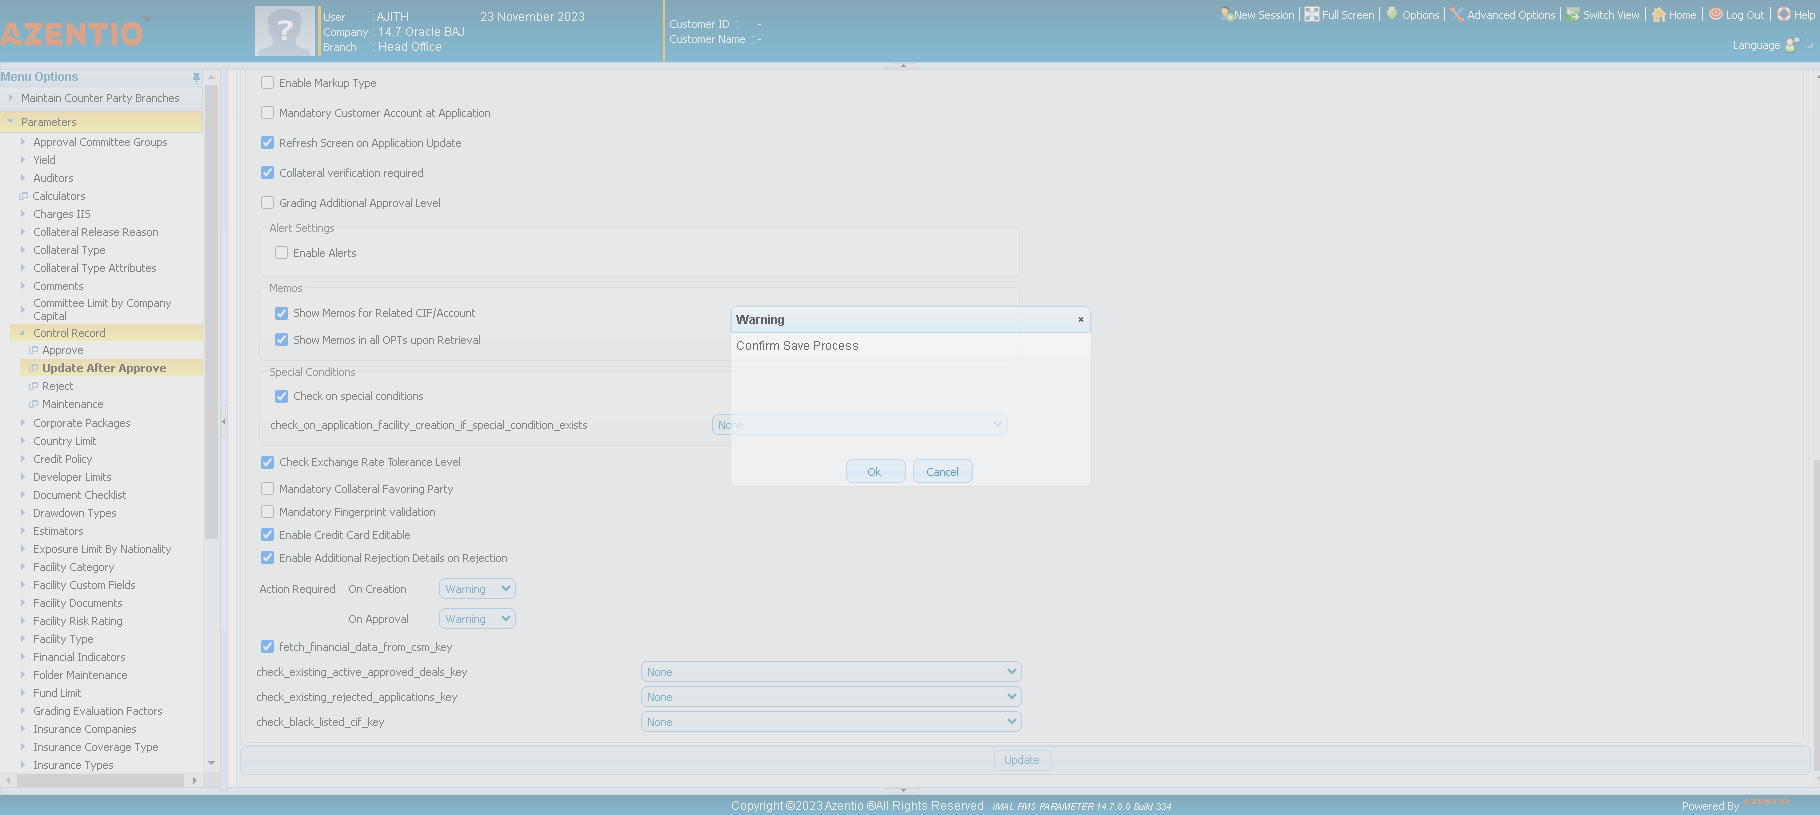 AZENTIO TM
User : AJITH 23 November 2023
Company : 14.7 Oracle BAJ
Branch : Head Office
Customer ID : -
Customer Name : -
New Session Full Screen Options Advanced Options Switch View Home Log Out Help
Language
Menu Options
Maintain Counter Party Branches
Parameters
Approval Committee Groups
Yield
Auditors
Calculators
Charges IIS
Collateral Release Reason
Collateral Type
Collateral Type Attributes
Comments
Committee Limit by Company
Capital
Control Record
Approve
Update After Approve
Reject
Maintenance
Corporate Packages
Country Limit
Credit Policy
Developer Limits
Document Checklist
Drawdown Types
Estimators
Exposure Limit By Nationality
Facility Category
Facility Custom Fields
Facility Documents
Facility Risk Rating
Facility Type
Financial Indicators
Folder Maintenance
Fund Limit
Grading Evaluation Factors
Insurance Companies
Insurance Coverage Type
Insurance Types
Enable Markup Type
Mandatory Customer Account at Application
Refresh Screen on Application Update
Collateral verification required
Grading Additional Approval Level
Alert Settings
Enable Alerts
Memos
Show Memos for Related CIF/Account
Show Memos in all OPTs upon Retrieval
Special Conditions
Check on special conditions
check_on_application_facility_creation_if_special_condition_exists None
Check Exchange Rate Tolerance Level
Mandatory Collateral Favoring Party
Mandatory Fingerprint validation
Enable Credit Card Editable
Enable Additional Rejection Details on Rejection
Action Required On Creation Warning
On Approval Warning
fetch_financial_data_from_csm_key
check_existing_active_approved_deals_key None
check_existing_rejected_applications_key None
check_black_listed_cif_key None
Update
Warning ×
Confirm Save Process
Ok Cancel
Copyright ©2023 Azentio ®All Rights Reserved iMAL RMS PARAMETER 14.7.0.0 Build 334
Powered By AZENTIO